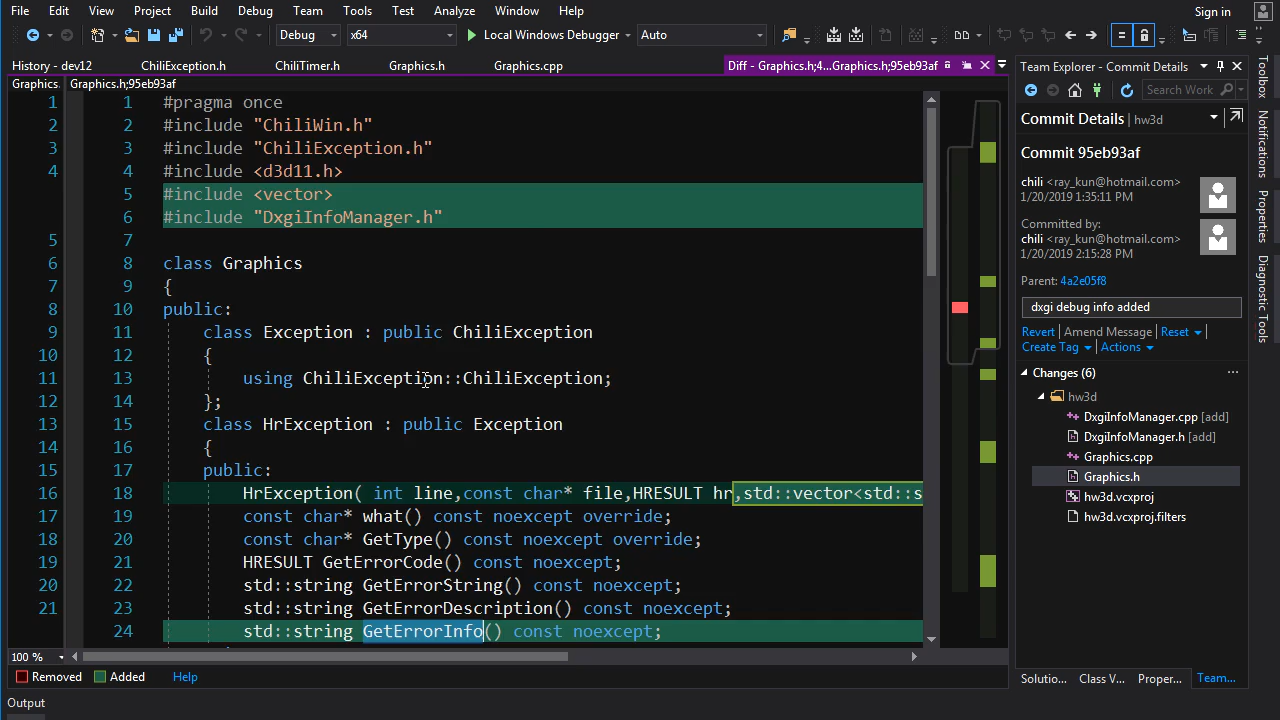 File Edit View Project Build Debug Team Tools Test Analyze Window Help Sign in
Debug x64 Local Windows Debugger Auto
History - dev12 ChiliException.h ChiliTimer.h Graphics.h Graphics.cpp Diff - Graphics.h;4...Graphics.h;95eb93af
Graphics. Graphics.h;95eb93af
1 1 #pragma once
2 2 #include "ChiliWin.h"
3 3 #include "ChiliException.h"
4 4 #include <d3d11.h>
5 #include <vector>
6 #include "DxgiInfoManager.h"
5 7
6 8 class Graphics
7 9 {
8 10 public:
9 11 class Exception : public ChiliException
10 12 {
11 13 using ChiliException::ChiliException;
12 14 };
13 15 class HrException : public Exception
14 16 {
15 17 public:
16 18 HrException( int line,const char* file,HRESULT hr,std::vector<std::s
17 19 const char* what() const noexcept override;
18 20 const char* GetType() const noexcept override;
19 21 HRESULT GetErrorCode() const noexcept;
20 22 std::string GetErrorString() const noexcept;
21 23 std::string GetErrorDescription() const noexcept;
24 std::string GetErrorInfo() const noexcept;
100 %
Removed Added Help
Output
Team Explorer - Commit Details
Search Work
Commit Details | hw3d
Commit 95eb93af
chili <ray_kun@hotmail.com>
1/20/2019 1:35:11 PM
Committed by:
chili <ray_kun@hotmail.com>
1/20/2019 2:15:28 PM
Parent: 4a2e05f8
dxgi debug info added
Revert | Amend Message | Reset |
Create Tag | Actions
Changes (6) ...
hw3d
DxgiInfoManager.cpp [add]
DxgiInfoManager.h [add]
Graphics.cpp
Graphics.h
hw3d.vcxproj
hw3d.vcxproj.filters
Solutio... Class V... Proper... Team...
Toolbox
Notifications
Properties
Diagnostic Tools